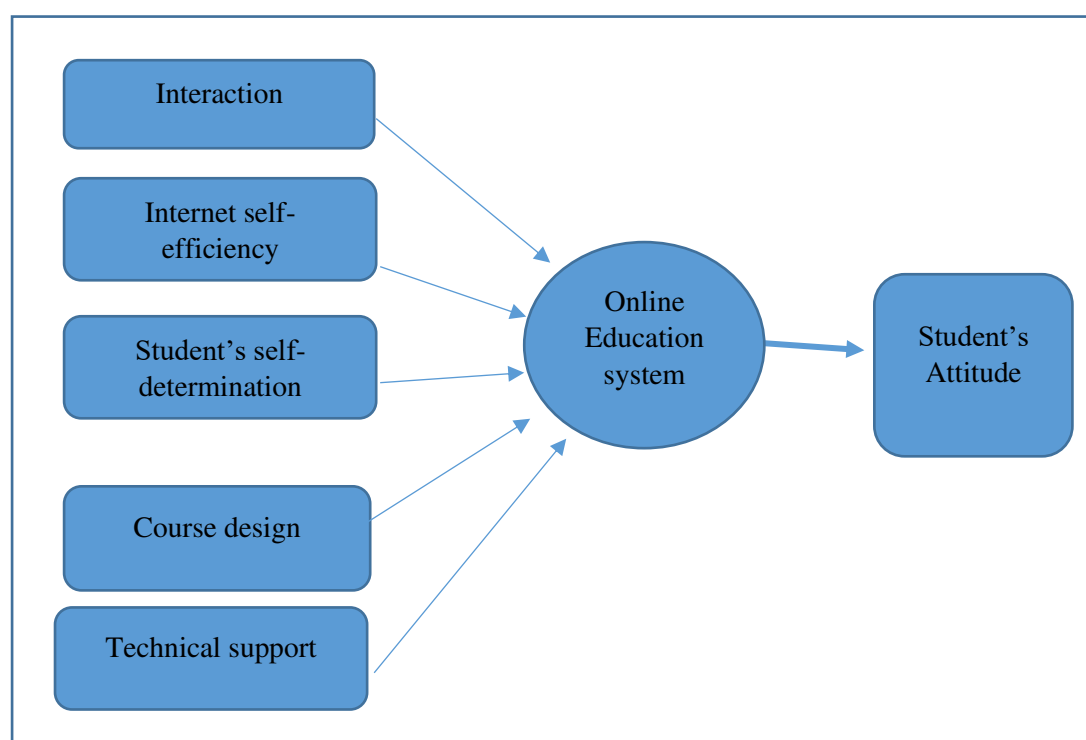 Interaction
Internet self-
efficiency
Student’s self-
determination
Course design
Technical support
Online
Education
system
Student’s
Attitude